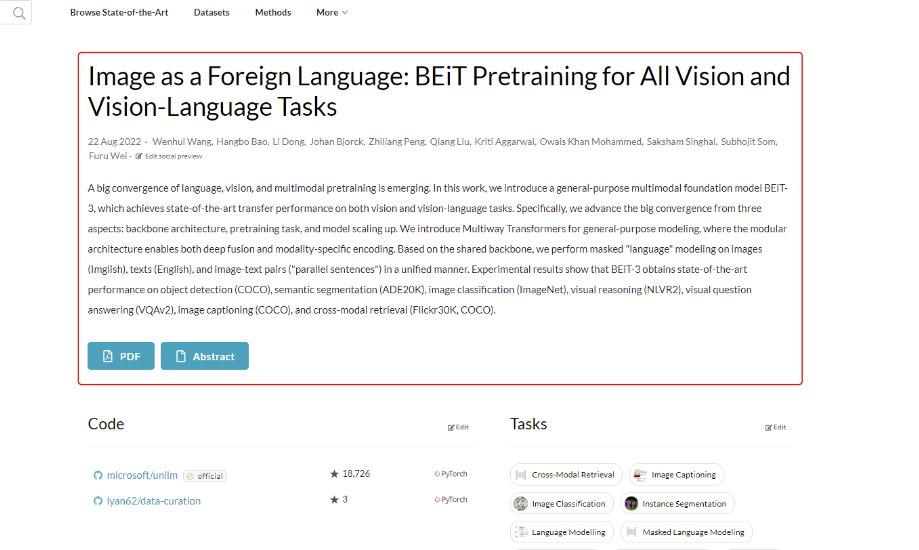 Browse State-of-the-Art Datasets Methods More
Image as a Foreign Language: BEiT Pretraining for All Vision and
Vision-Language Tasks
22 Aug 2022 · Wenhui Wang, Hangbo Bao, Li Dong, Johan Bjorck, Zhiliang Peng, Qiang Liu, Kriti Aggarwal, Owais Khan Mohammed, Saksham Singhal, Subhojit Som,
Furu Wei · Edit social preview
A big convergence of language, vision, and multimodal pretraining is emerging. In this work, we introduce a general-purpose multimodal foundation model BEIT-
3, which achieves state-of-the-art transfer performance on both vision and vision-language tasks. Specifically, we advance the big convergence from three
aspects: backbone architecture, pretraining task, and model scaling up. We introduce Multiway Transformers for general-purpose modeling, where the modular
architecture enables both deep fusion and modality-specific encoding. Based on the shared backbone, we perform masked "language" modeling on images
(Imglish), texts (English), and image-text pairs ("parallel sentences") in a unified manner. Experimental results show that BEIT-3 obtains state-of-the-art
performance on object detection (COCO), semantic segmentation (ADE20K), image classification (ImageNet), visual reasoning (NLVR2), visual question
answering (VQAv2), image captioning (COCO), and cross-modal retrieval (Flickr30K, COCO).
PDF Abstract
Code Edit
microsoft/unilm official 18,726 PyTorch
lyan62/data-curation 3 PyTorch
Tasks Edit
Cross-Modal Retrieval Image Captioning
Image Classification Instance Segmentation
Language Modelling Masked Language Modeling